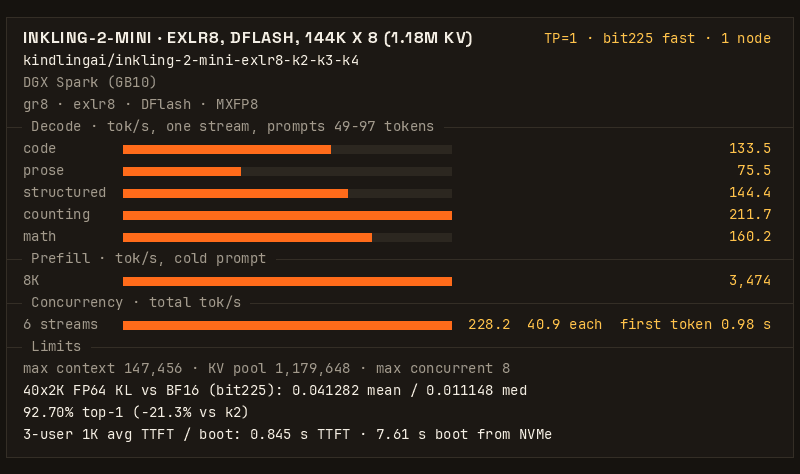 INKLING-2-MINI · EXLR8, DFLASH, 144K X 8 (1.18M KV) TP=1 · bit225 fast · 1 node
kindlingai/inkling-2-mini-exlr8-k2-k3-k4
DGX Spark (GB10)
gr8 · exlr8 · DFlash · MXFP8
Decode · tok/s, one stream, prompts 49-97 tokens
code 133.5
prose 75.5
structured 144.4
counting 211.7
math 160.2
Prefill · tok/s, cold prompt
8K 3,474
Concurrency · total tok/s
6 streams 228.2 40.9 each first token 0.98 s
Limits
max context 147,456 · KV pool 1,179,648 · max concurrent 8
40x2K FP64 KL vs BF16 (bit225): 0.041282 mean / 0.011148 med
92.70% top-1 (-21.3% vs k2)
3-user 1K avg TTFT / boot: 0.845 s TTFT · 7.61 s boot from NVMe